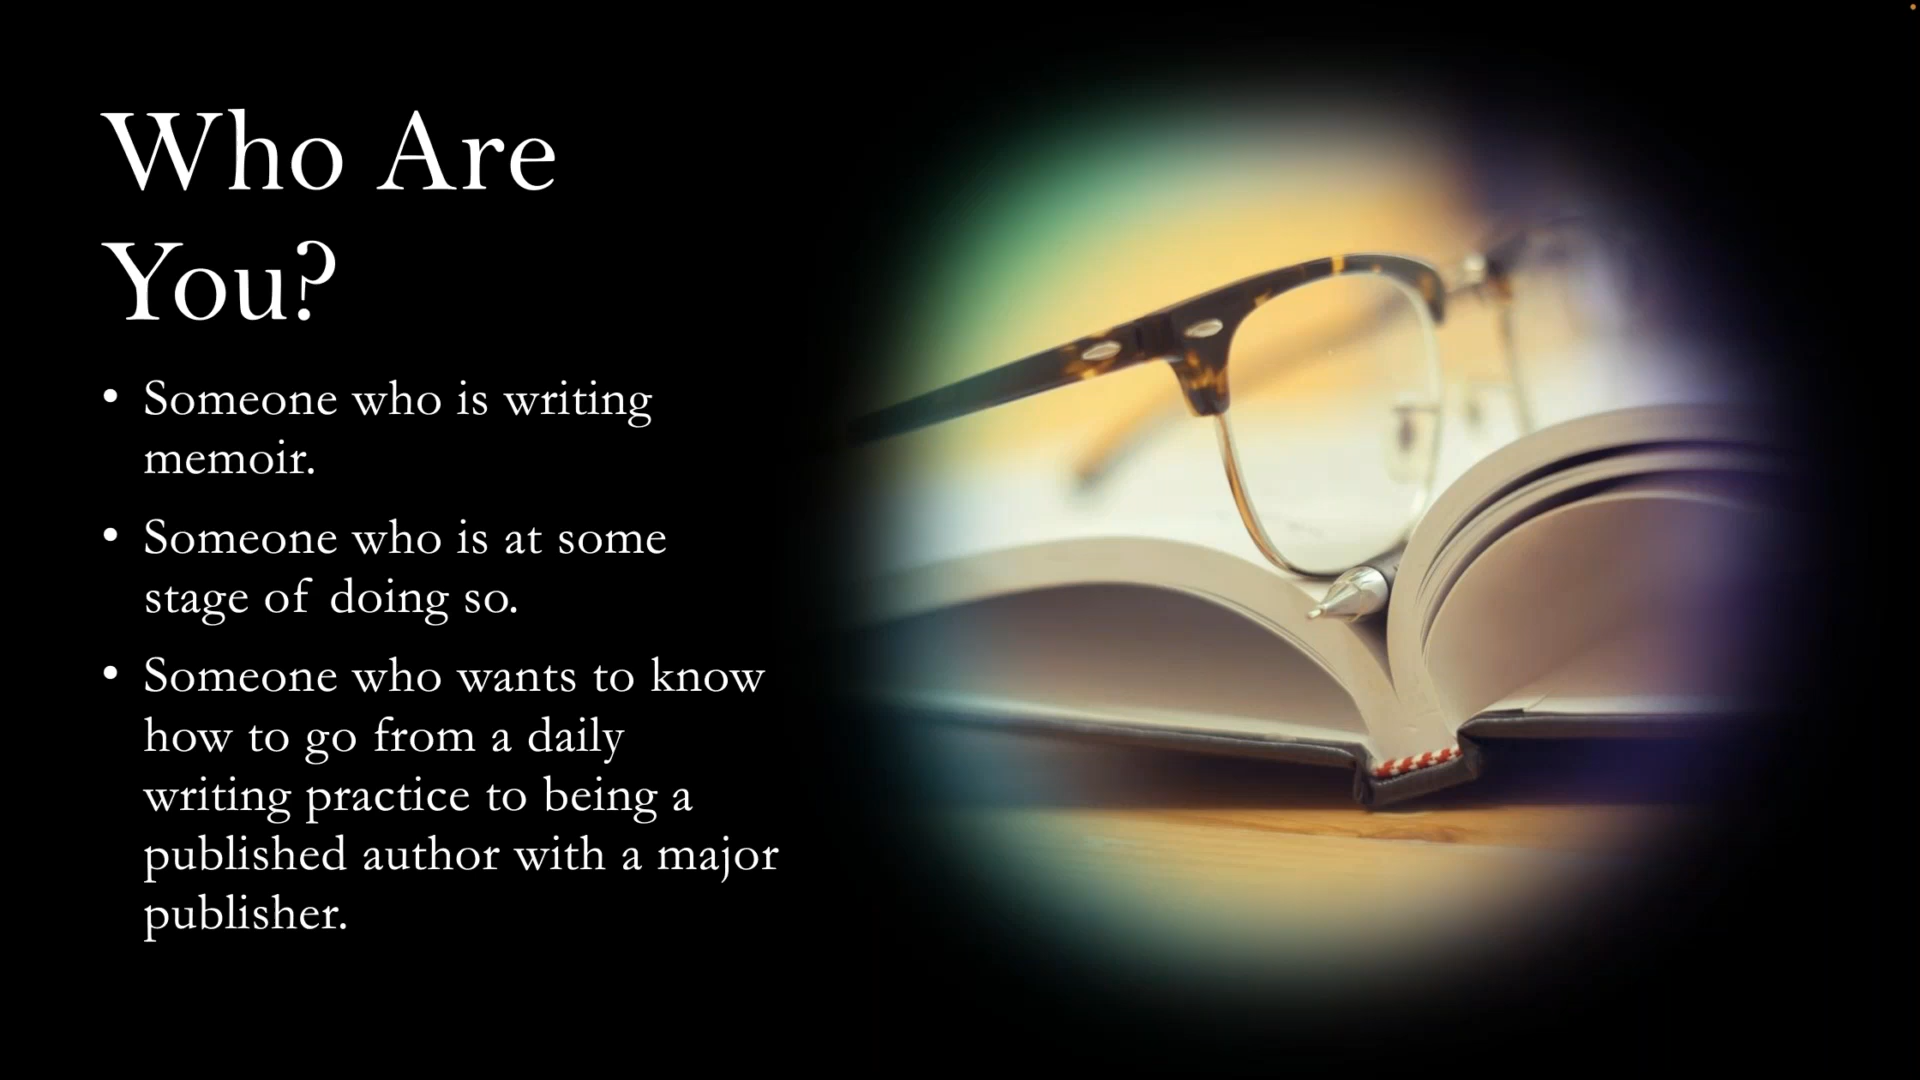 Who Are
You?
• Someone who is writing
memoir.
• Someone who is at some
stage of doing so.
• Someone who wants to know
how to go from a daily
writing practice to being a
published author with a major
publisher.